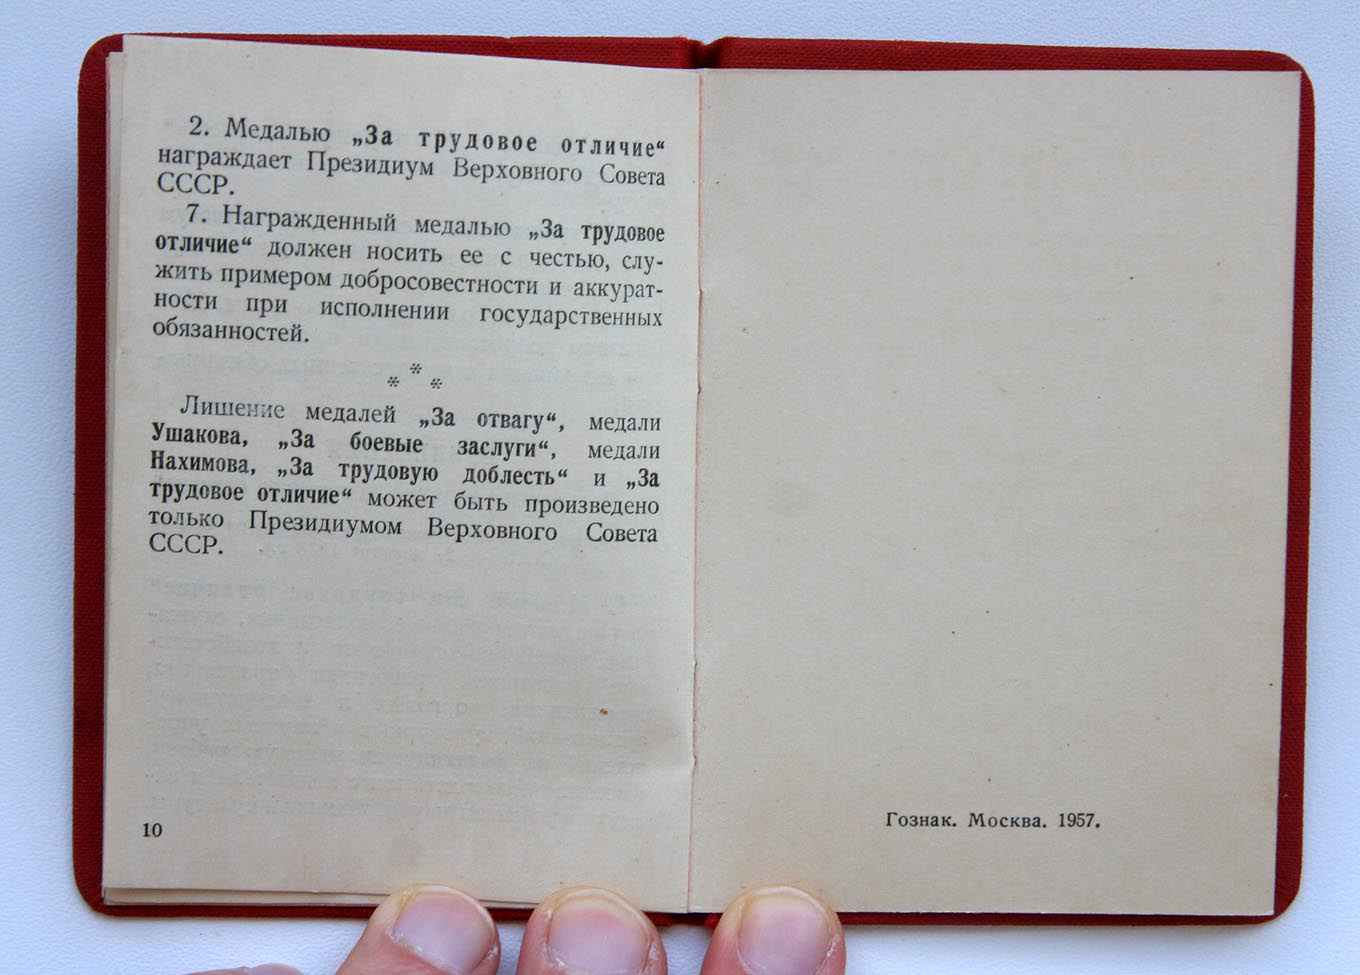 2. Медалью „За трудовое отличие“
награждает Президиум Верховного Совета
СССР.
7. Награжденный медалью „За трудовое
отличие“ должен носить ее с честью, слу-
жить примером добросовестности и аккурат-
ности при исполнении государственных
обязанностей.
* * *
Лишение медалей „За отвагу“, медали
Ушакова, „За боевые заслуги“, медали
Нахимова, „За трудовую доблесть“ и „За
трудовое отличие“ может быть произведено
только Президиумом Верховного Совета
СССР.
10
Гознак. Москва. 1957.